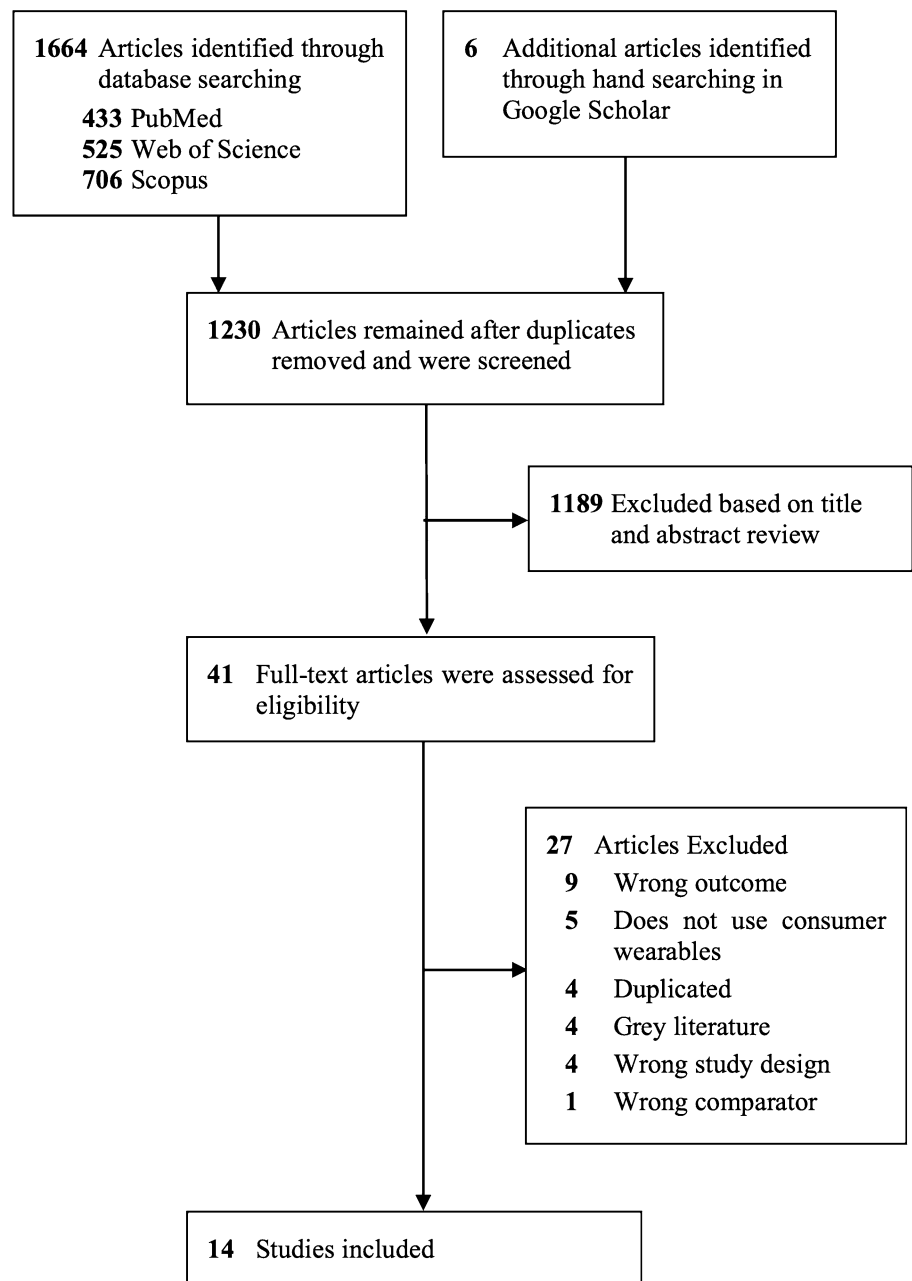 1664 Articles identified through
database searching
433 PubMed
525 Web of Science
706 Scopus
6 Additional articles identified
through hand searching in
Google Scholar
1230 Articles remained after duplicates
removed and were screened
1189 Excluded based on title
and abstract review
41 Full-text articles were assessed for
eligibility
27 Articles Excluded
9 Wrong outcome
5 Does not use consumer
wearables
4 Duplicated
4 Grey literature
4 Wrong study design
1 Wrong comparator
14 Studies included